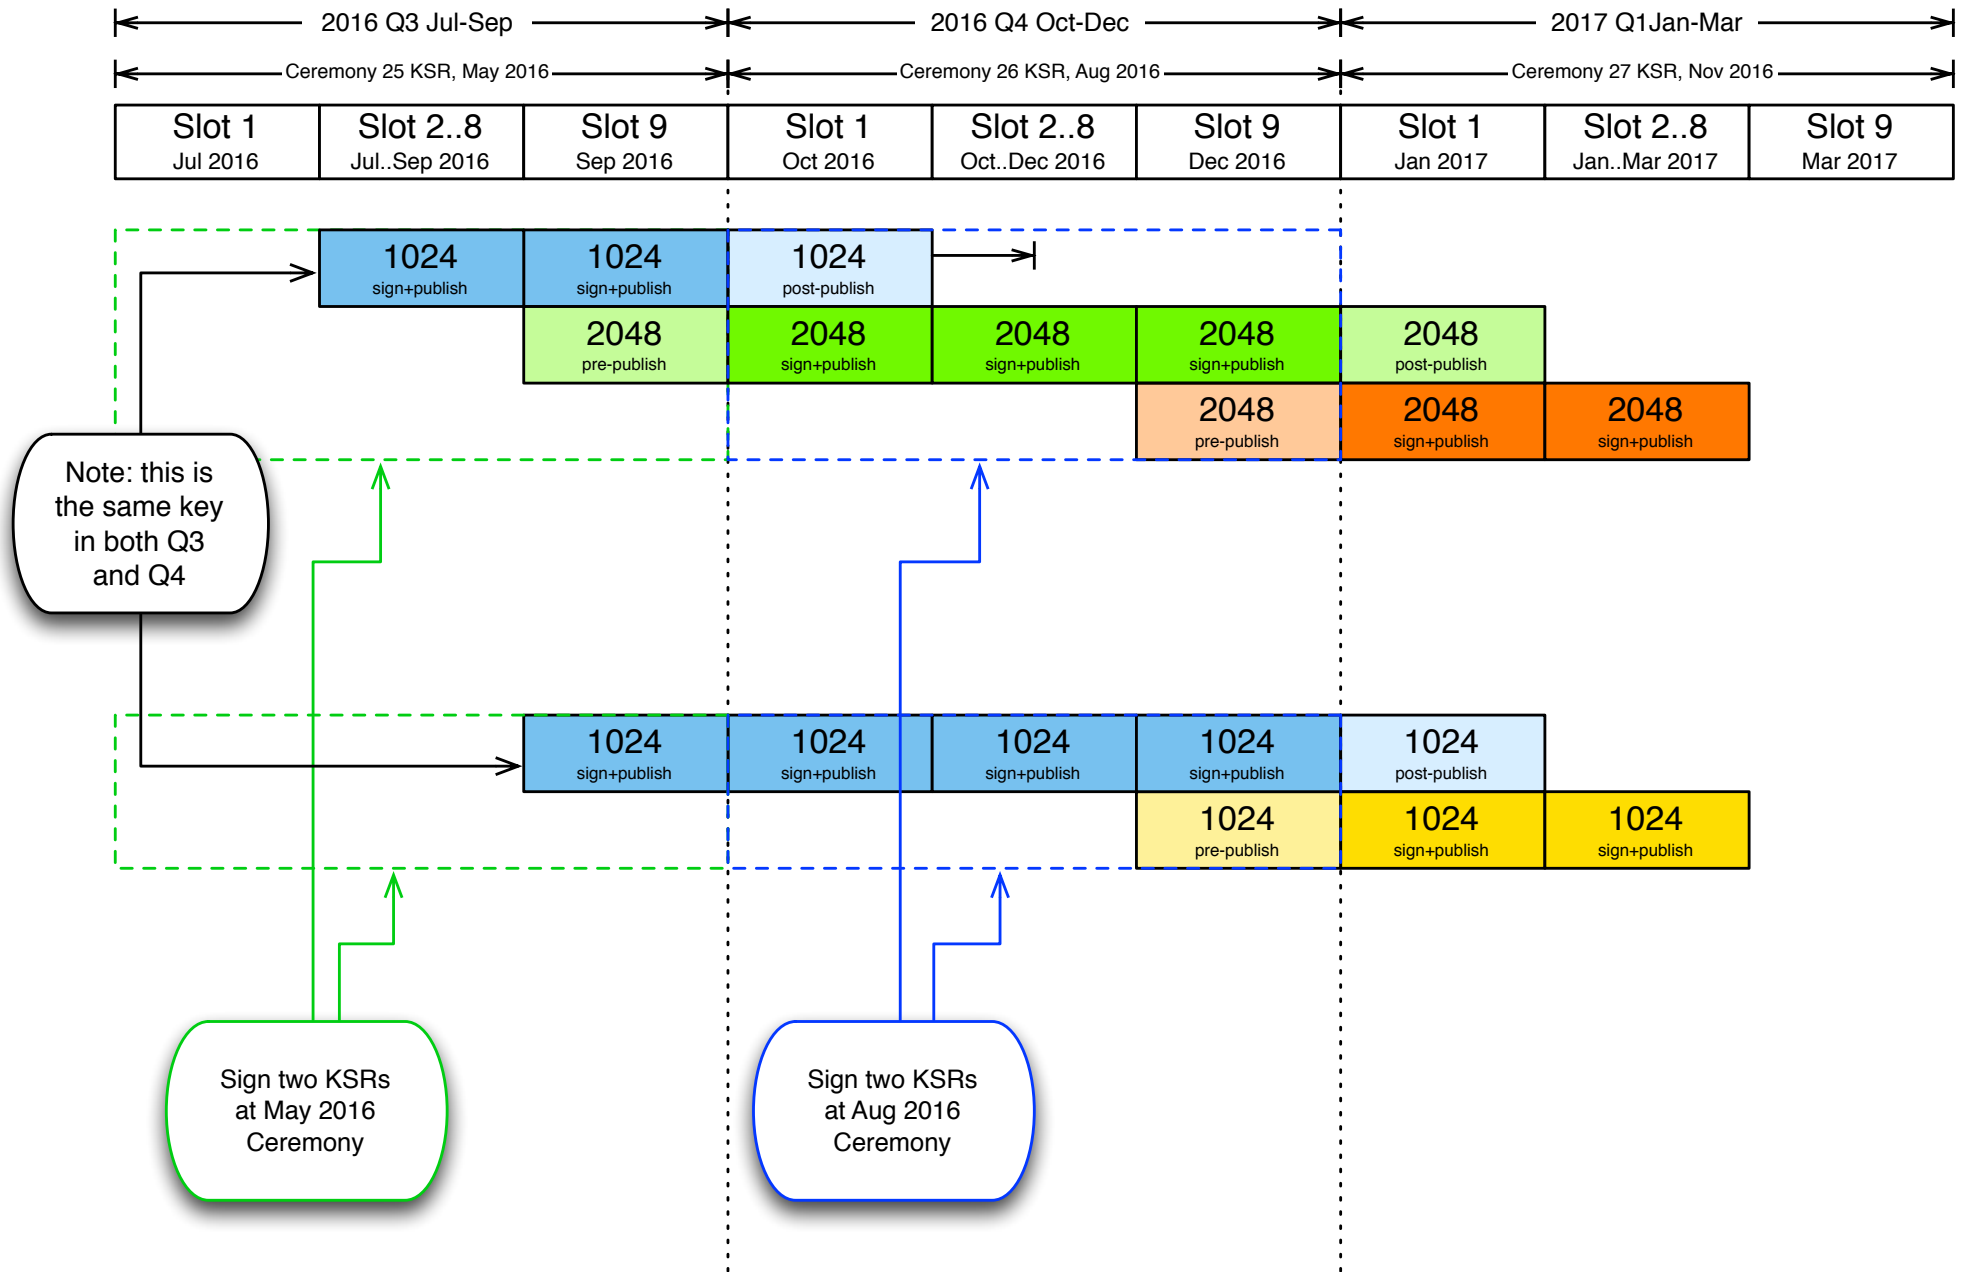 2016 Q3 Jul-Sep
2016 Q4 Oct-Dec
2017 Q1Jan-Mar
Ceremony 25 KSR, May 2016
Ceremony 26 KSR, Aug 2016
Ceremony 27 KSR, Nov 2016
Slot 1
Jul 2016
Slot 2..8
Jul..Sep 2016
Slot 9
Sep 2016
Slot 1
Oct 2016
Slot 2..8
Oct..Dec 2016
Slot 9
Dec 2016
Slot 1
Jan 2017
Slot 2..8
Jan..Mar 2017
Slot 9
Mar 2017
1024
sign+publish
1024
sign+publish
1024
post-publish
2048
pre-publish
2048
sign+publish
2048
sign+publish
2048
sign+publish
2048
post-publish
2048
pre-publish
2048
sign+publish
2048
sign+publish
Note: this is
the same key
in both Q3
and Q4
1024
sign+publish
1024
sign+publish
1024
sign+publish
1024
sign+publish
1024
post-publish
1024
pre-publish
1024
sign+publish
1024
sign+publish
Sign two KSRs
at May 2016
Ceremony
Sign two KSRs
at Aug 2016
Ceremony